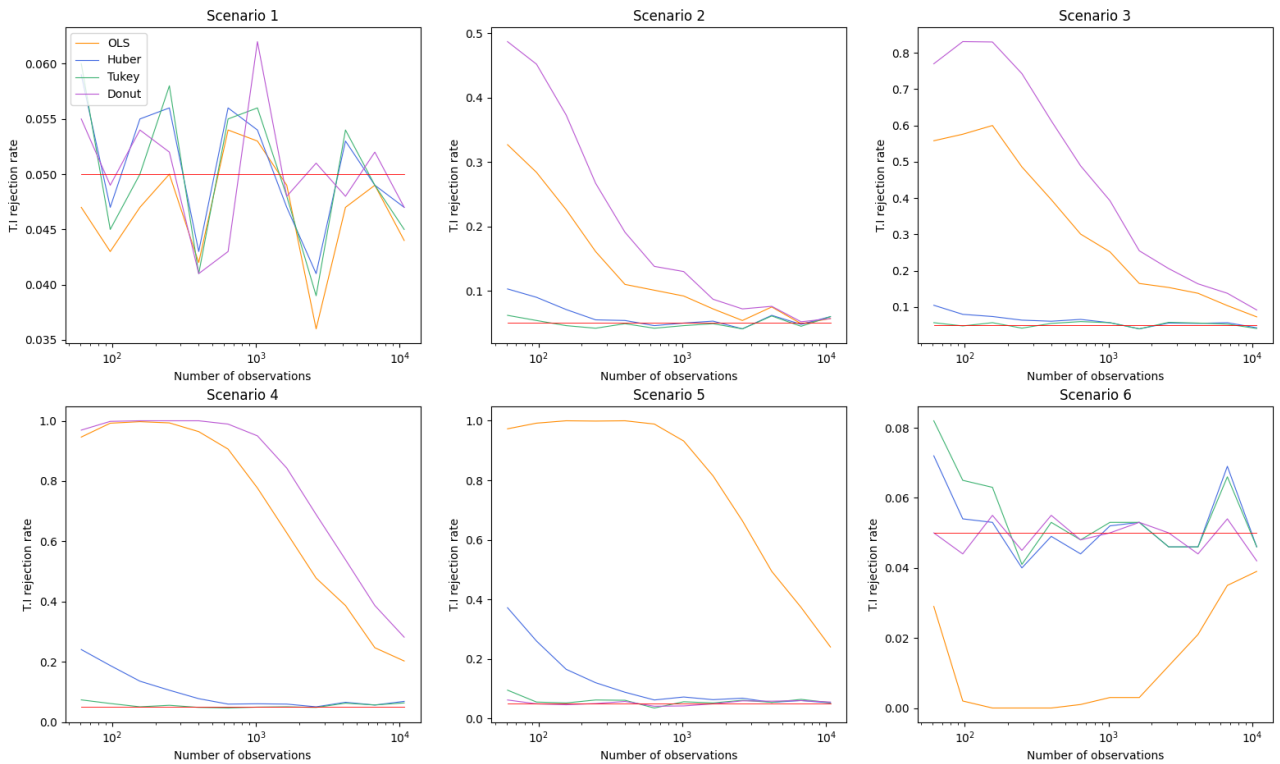 Scenario 1
T.I rejection rate
0.060
0.055
0.050
0.045
0.040
0.035
OLS
Huber
Tukey
Donut
10²
10³
10⁴
Number of observations
Scenario 2
T.I rejection rate
0.5
0.4
0.3
0.2
0.1
10²
10³
10⁴
Number of observations
Scenario 3
T.I rejection rate
0.8
0.7
0.6
0.5
0.4
0.3
0.2
0.1
10²
10³
10⁴
Number of observations
Scenario 4
T.I rejection rate
1.0
0.8
0.6
0.4
0.2
0.0
10²
10³
10⁴
Number of observations
Scenario 5
T.I rejection rate
1.0
0.8
0.6
0.4
0.2
0.0
10²
10³
10⁴
Number of observations
Scenario 6
T.I rejection rate
0.08
0.06
0.04
0.02
0.00
10²
10³
10⁴
Number of observations